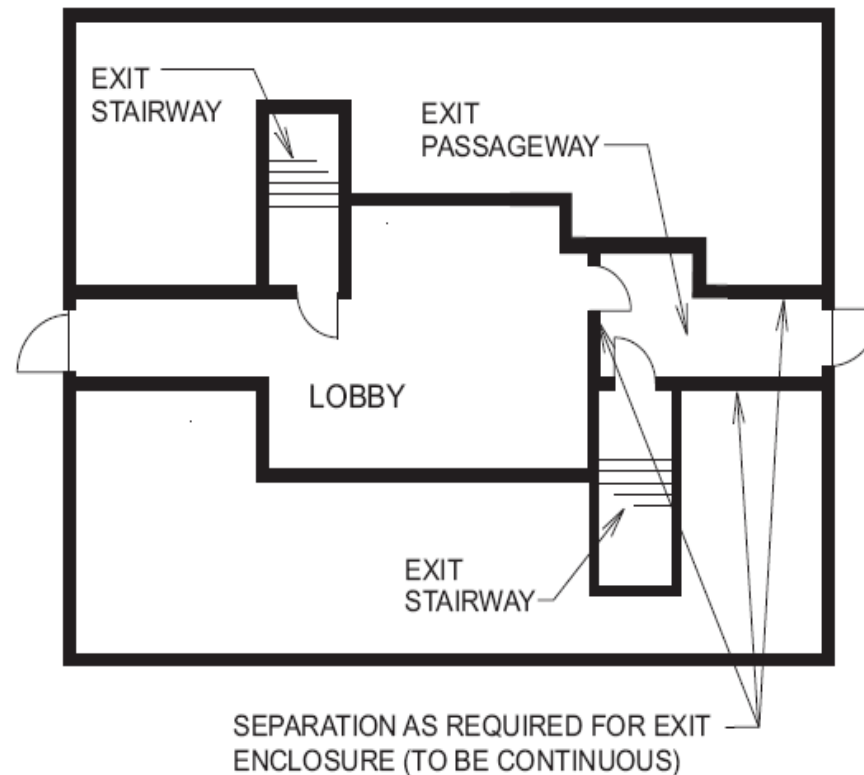 EXIT
STAIRWAY
EXIT
PASSAGEWAY
LOBBY
EXIT
STAIRWAY
SEPARATION AS REQUIRED FOR EXIT
ENCLOSURE (TO BE CONTINUOUS)